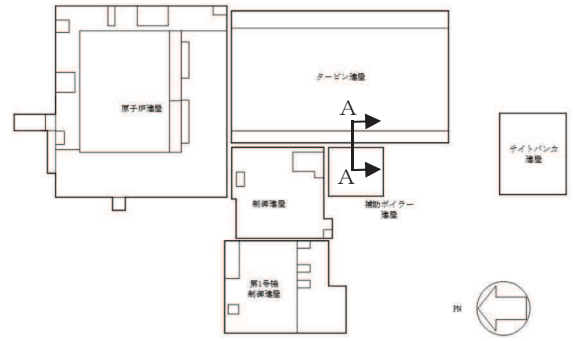 タービン建屋
原子炉建屋
A
サイトバンカ
建屋
A
制御建屋
補助ボイラー
建屋
第1号機
制御建屋
PN